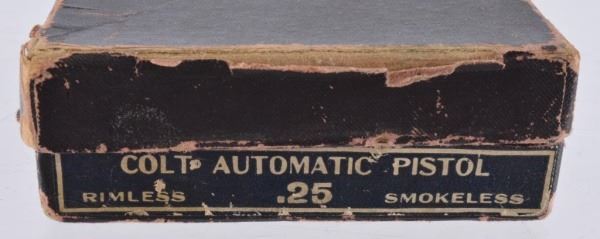 COLT AUTOMATIC PISTOL
RIMLESS .25 SMOKELESS